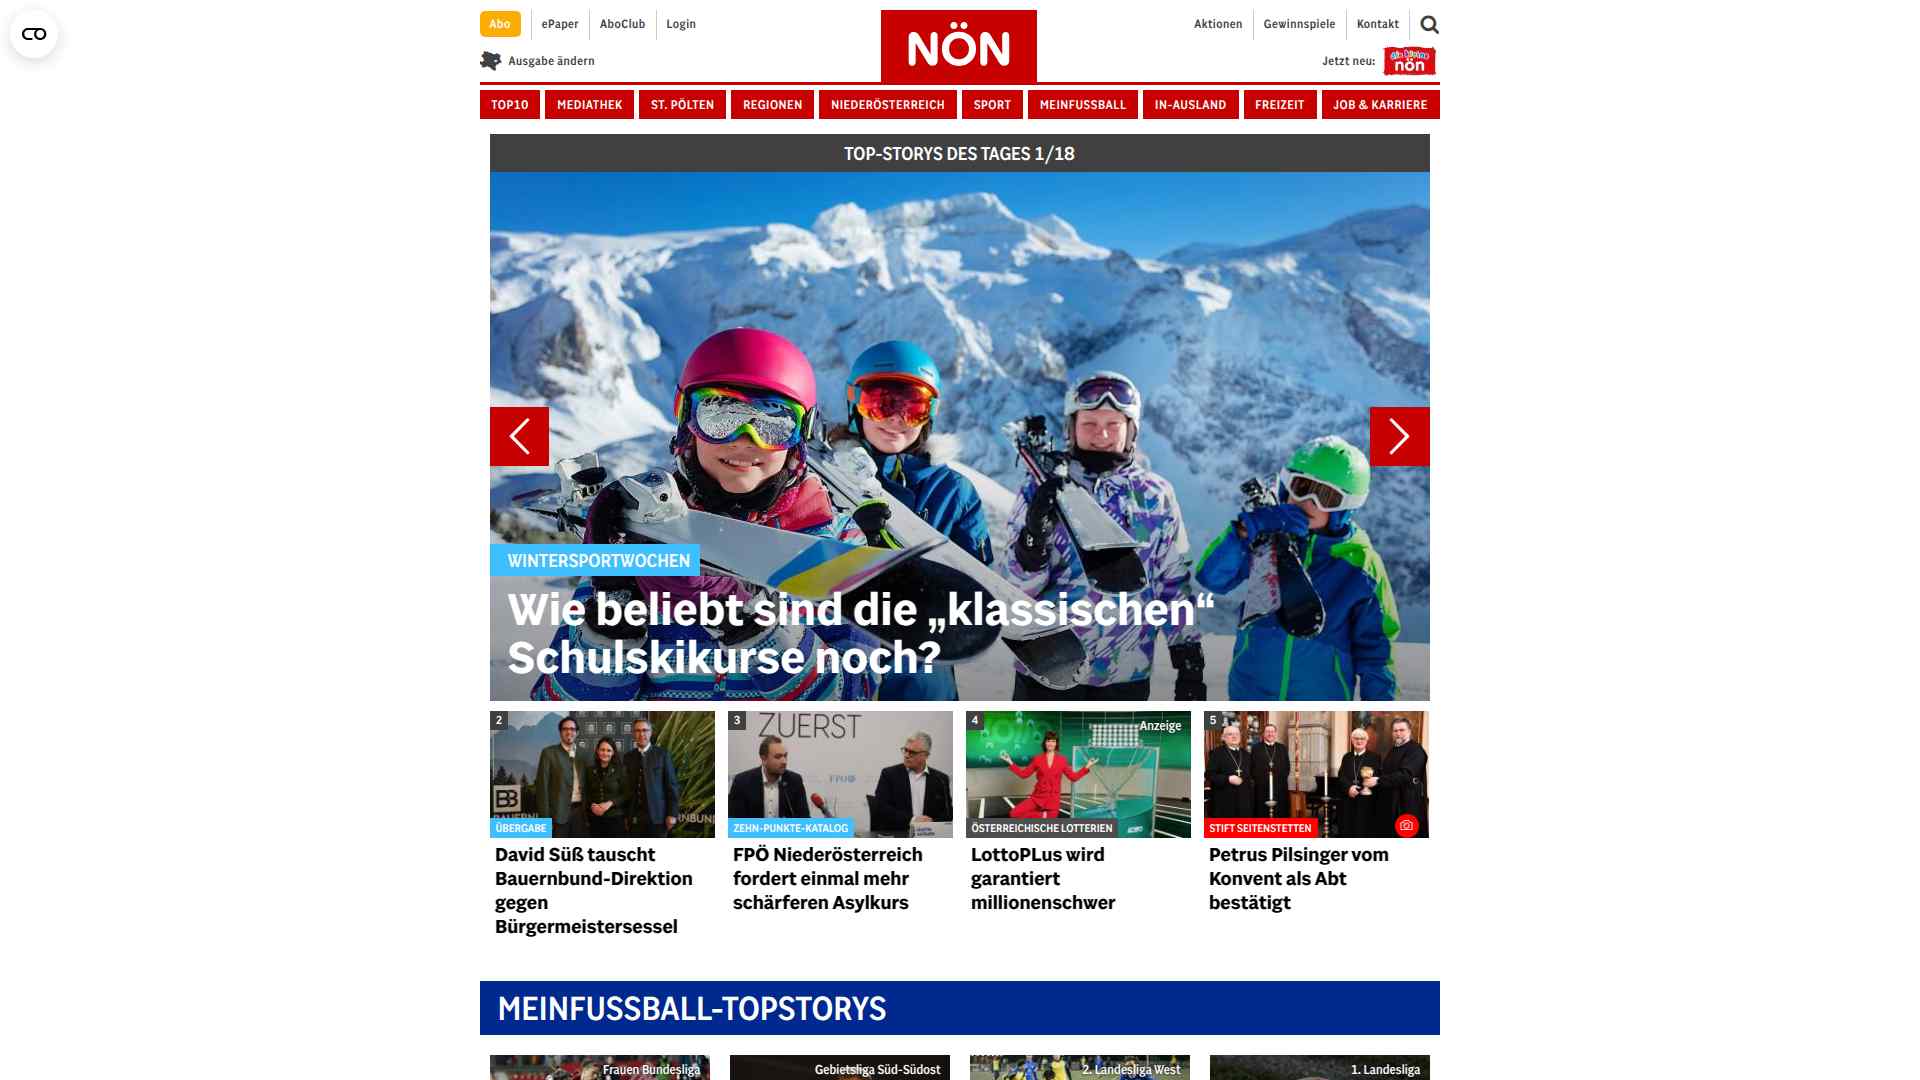 Abo
ePaper
AboClub
Login
NÖN
Aktionen
Gewinnspiele
Kontakt
Ausgabe ändern
Jetzt neu:
die kleine
nön
TOP10
MEDIATHEK
ST. PÖLTEN
REGIONEN
NIEDERÖSTERREICH
SPORT
MEINFUSSBALL
IN-AUSLAND
FREIZEIT
JOB & KARRIERE
TOP-STORYS DES TAGES 1/18
WINTERSPORTWOCHEN
Wie beliebt sind die „klassischen“
Schulskikurse noch?
2
ÜBERGABE
David Süß tauscht
Bauernbund-Direktion
gegen
Bürgermeistersessel
3
ZUERST
FPÖ
ZEHN-PUNKTE-KATALOG
FPÖ Niederösterreich
fordert einmal mehr
schärferen Asylkurs
4
Anzeige
ÖSTERREICHISCHE LOTTERIEN
LottoPLus wird
garantiert
millionenschwer
5
STIFT SEITENSTETTEN
Petrus Pilsinger vom
Konvent als Abt
bestätigt
MEINFUSSBALL-TOPSTORYS
Frauen Bundesliga
Gebietsliga Süd-Südost
2. Landesliga West
1. Landesliga